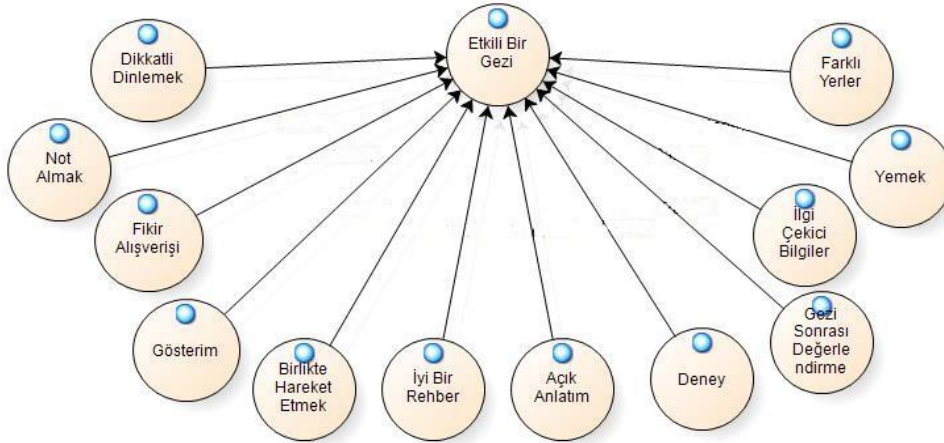 Etkili Bir
Gezi
Dikkatli
Dinlemek
Farklı
Yerler
Not
Almak
Yemek
Fikir
Alışverişi
İlgi
Çekici
Bilgiler
Gösterim
Birlikte
Hareket
Etmek
İyi Bir
Rehber
Açık
Anlatım
Deney
Gezi
Sonrası
Değerle
ndirme